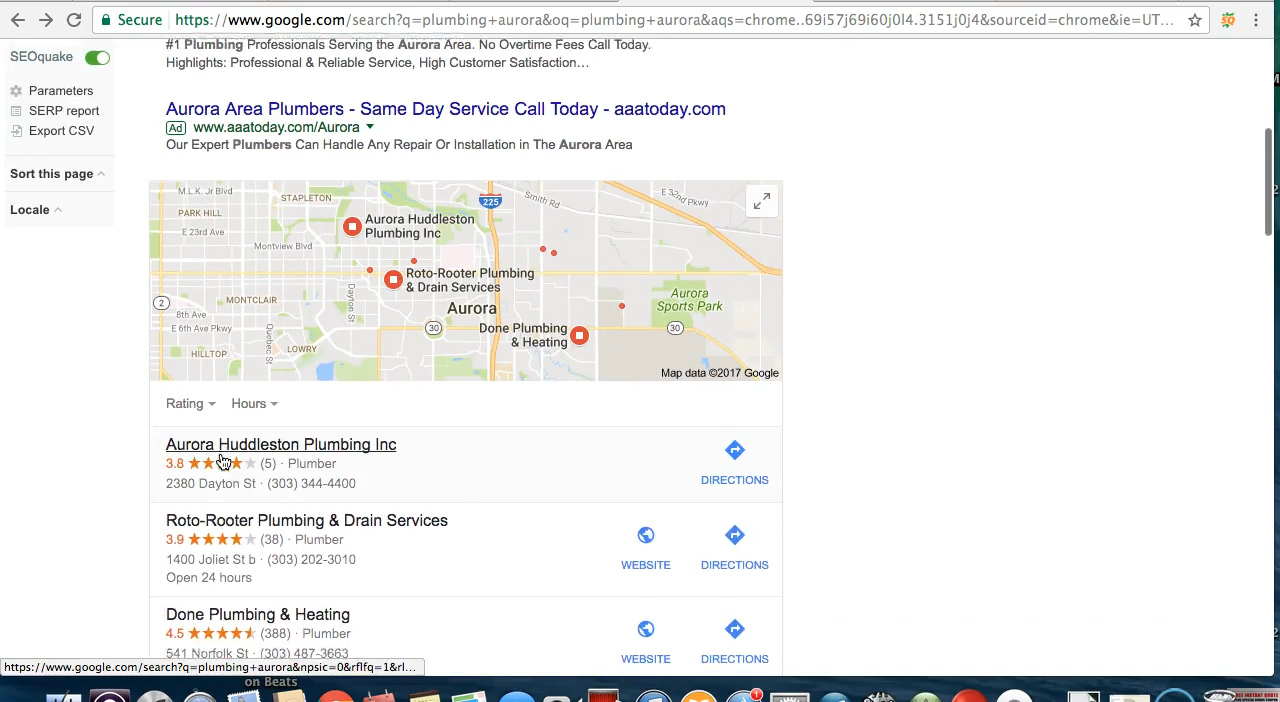 Secure https://www.google.com/search?q=plumbing+aurora&oq=plumbing+aurora&aqs=chrome..69i57j69i60j0l4.3151j0j4&sourceid=chrome&ie=UT...
SEOquake
Parameters
SERP report
Export CSV
Sort this page
Locale
#1 Plumbing Professionals Serving the Aurora Area. No Overtime Fees Call Today.
Highlights: Professional & Reliable Service, High Customer Satisfaction…
Aurora Area Plumbers - Same Day Service Call Today - aaatoday.com
Ad www.aaatoday.com/Aurora
Our Expert Plumbers Can Handle Any Repair Or Installation in The Aurora Area
M.L.K. Jr Blvd
STAPLETON
225
Smith Rd
E 32nd Pkwy
PARK HILL
E 23rd Ave
Montview Blvd
Aurora Huddleston
Plumbing Inc
Roto-Rooter Plumbing
& Drain Services
2
MONTCLAIR
Dayton St
Aurora
Aurora
Sports Park
8th Ave
E 6th Ave Pkwy
Quebec St
30
Done Plumbing
& Heating
30
HILLTOP
LOWRY
Map data ©2017 Google
Rating Hours
Aurora Huddleston Plumbing Inc
3.8 (5) · Plumber
2380 Dayton St · (303) 344-4400
DIRECTIONS
Roto-Rooter Plumbing & Drain Services
3.9 (38) · Plumber
1400 Joliet St b · (303) 202-3010
Open 24 hours
WEBSITE DIRECTIONS
Done Plumbing & Heating
4.5 (388) · Plumber
541 Norfolk St · (303) 487-3663
WEBSITE DIRECTIONS
https://www.google.com/search?q=plumbing+aurora&npsic=0&rflfq=1&rl...
on Beats
1